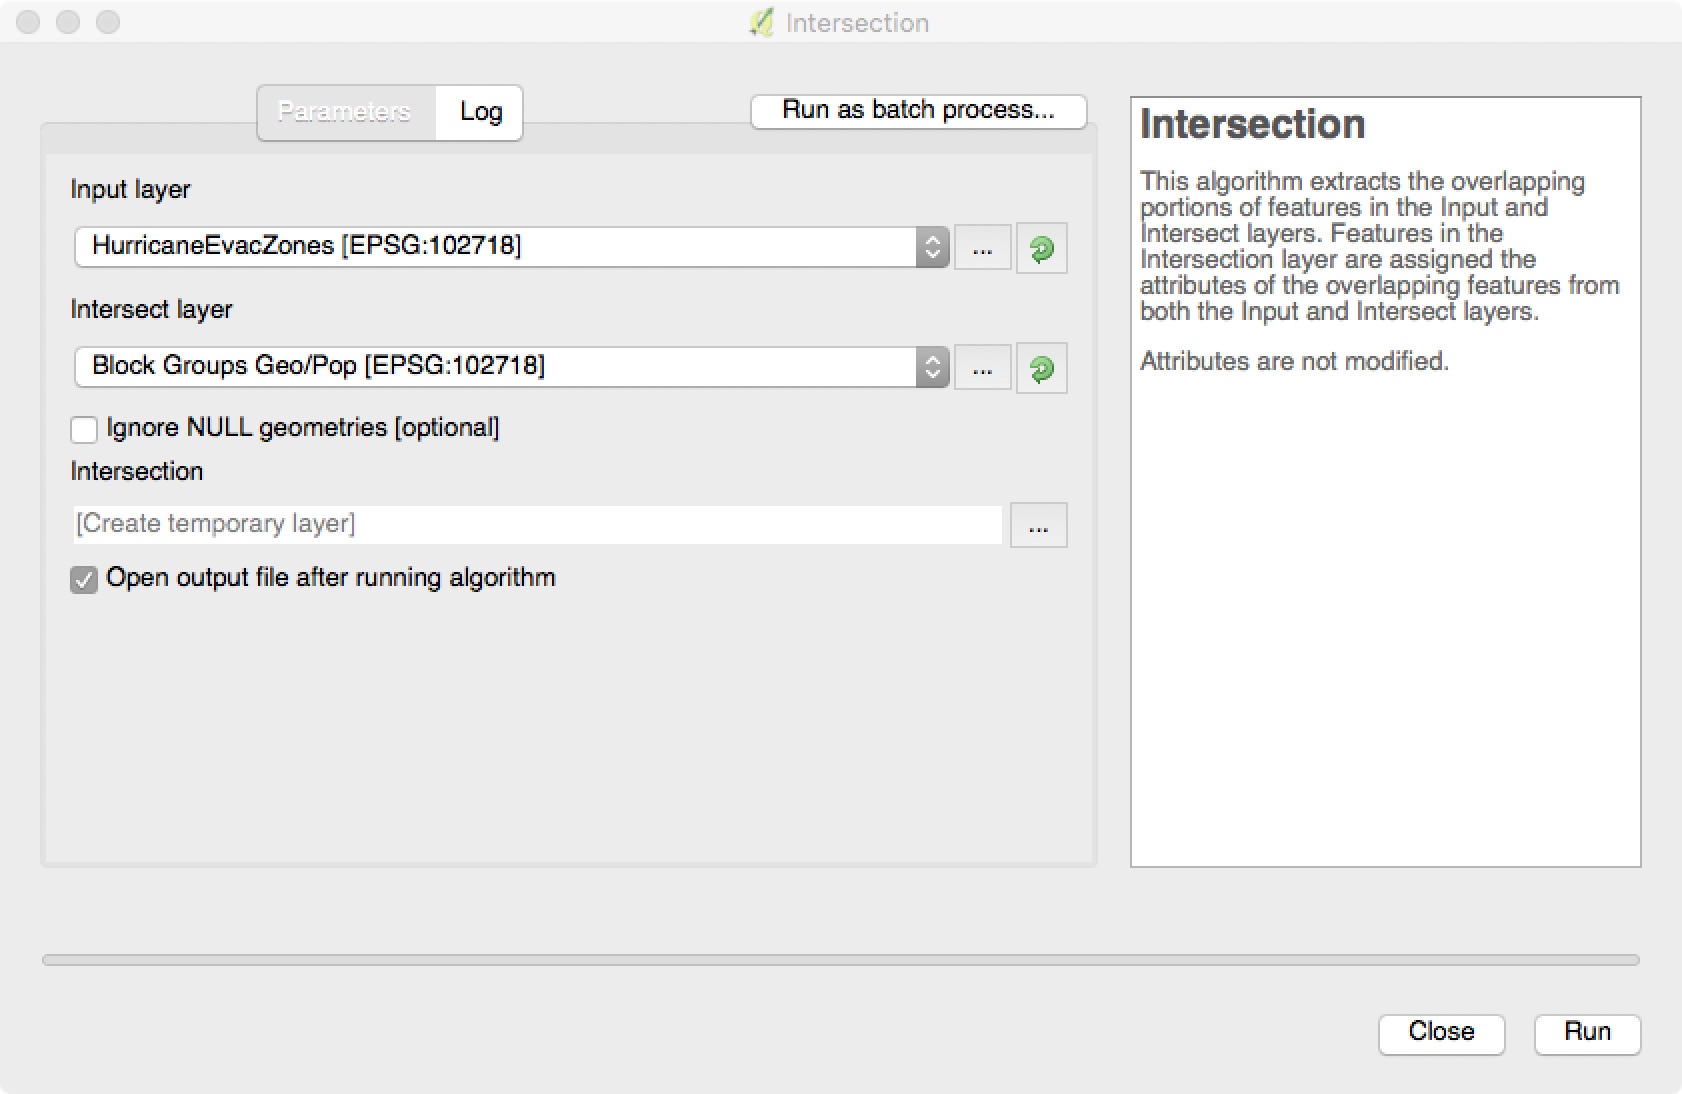 Intersection
Parameters
Log
Run as batch process...
Input layer
HurricaneEvacZones [EPSG:102718]
...
Intersect layer
Block Groups Geo/Pop [EPSG:102718]
...
Ignore NULL geometries [optional]
Intersection
[Create temporary layer]
...
Open output file after running algorithm
Intersection
This algorithm extracts the overlapping
portions of features in the Input and
Intersect layers. Features in the
Intersection layer are assigned the
attributes of the overlapping features from
both the Input and Intersect layers.
Attributes are not modified.
Close
Run